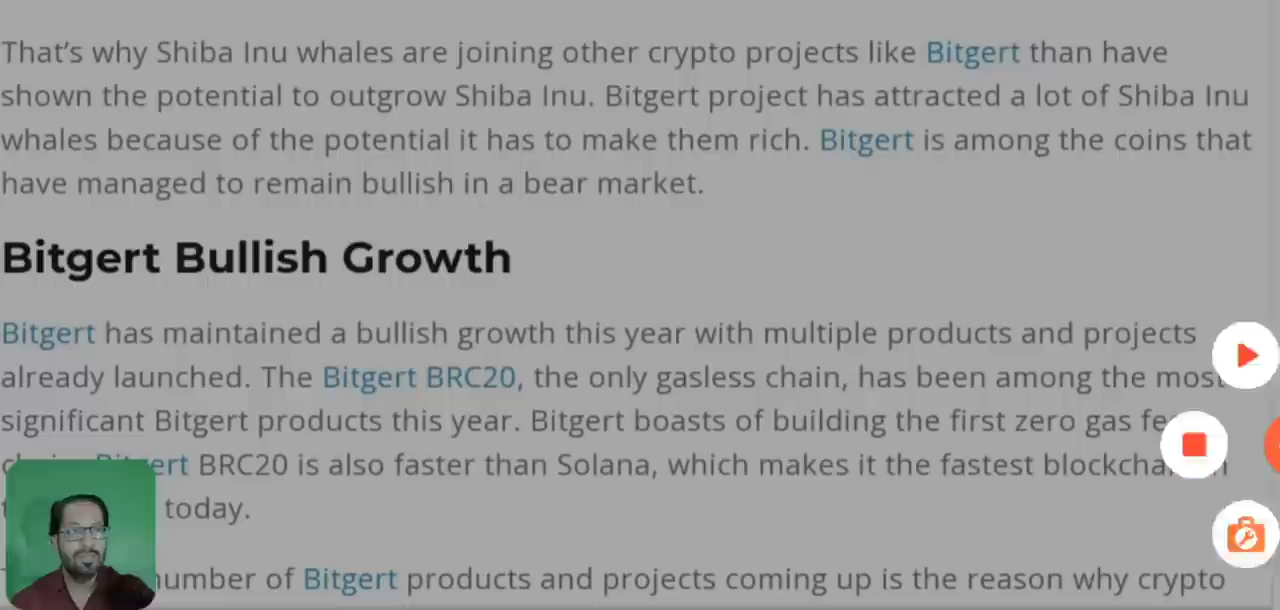 That's why Shiba Inu whales are joining other crypto projects like Bitgert than have
shown the potential to outgrow Shiba Inu. Bitgert project has attracted a lot of Shiba Inu
whales because of the potential it has to make them rich. Bitgert is among the coins that
have managed to remain bullish in a bear market.
Bitgert Bullish Growth
Bitgert has maintained a bullish growth this year with multiple products and projects
already launched. The Bitgert BRC20, the only gasless chain, has been among the most
significant Bitgert products this year. Bitgert boasts of building the first zero gas
BRC20 is also faster than Solana, which makes it the fastest
today.
number of Bitgert products and projects coming up is the reason why crypto